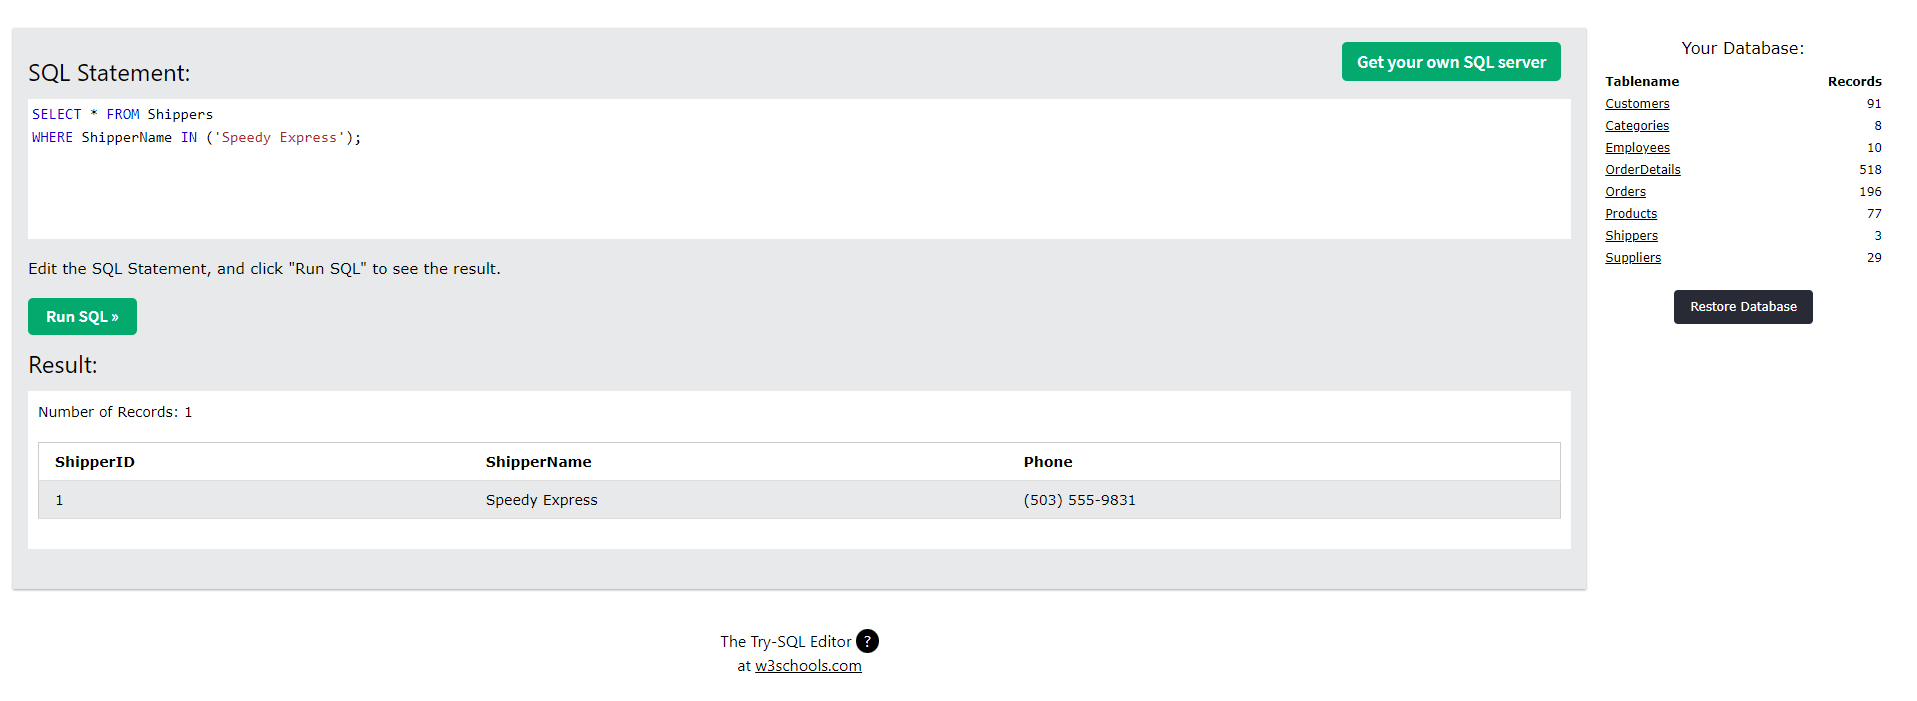 SQL Statement:
Get your own SQL server
SELECT * FROM Shippers
WHERE ShipperName IN ('Speedy Express');
Edit the SQL Statement, and click "Run SQL" to see the result.
Run SQL »
Result:
Number of Records: 1
ShipperID ShipperName Phone
1 Speedy Express (503) 555-9831
Your Database:
Tablename Records
Customers 91
Categories 8
Employees 10
OrderDetails 518
Orders 196
Products 77
Shippers 3
Suppliers 29
Restore Database
The Try-SQL Editor ?
at w3schools.com